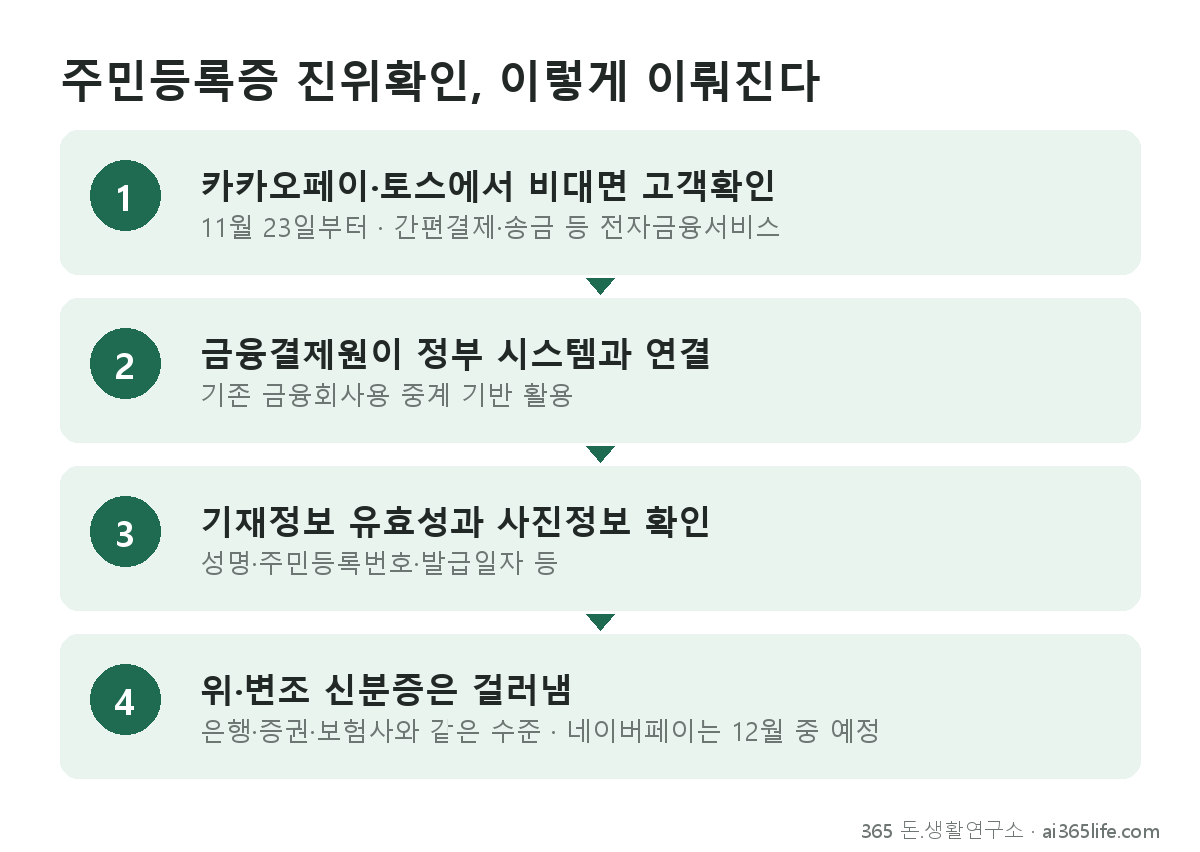 주민등록증 진위확인, 이렇게 이뤄진다
1
카카오페이·토스에서 비대면 고객확인
11월 23일부터 · 간편결제·송금 등 전자금융서비스
2
금융결제원이 정부 시스템과 연결
기존 금융회사용 중계 기반 활용
3
기재정보 유효성과 사진정보 확인
성명·주민등록번호·발급일자 등
4
위·변조 신분증은 걸러냄
은행·증권·보험사와 같은 수준 · 네이버페이는 12월 중 예정
365 돈.생활연구소 · ai365life.com